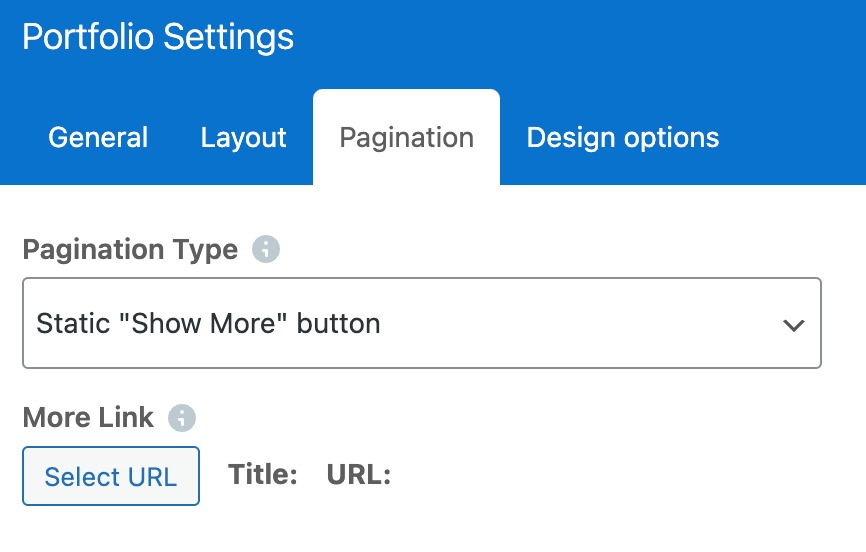 Portfolio Settings
General Layout Pagination Design options
Pagination Type
Static "Show More" button
More Link
Select URL Title: URL: